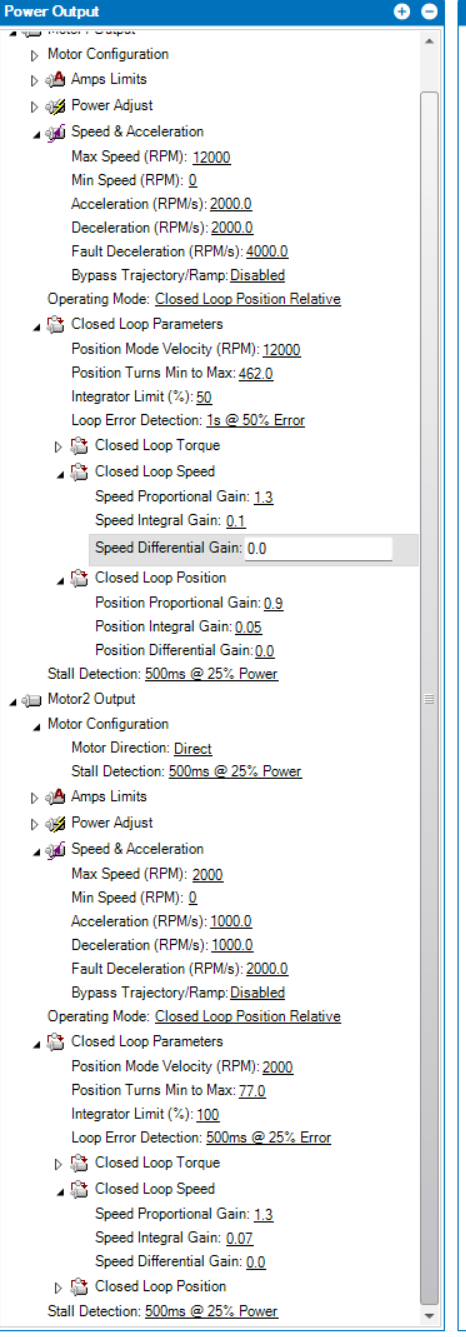 Power Output
Motor1 Output
Motor Configuration
Amps Limits
Power Adjust
Speed & Acceleration
Max Speed (RPM): 12000
Min Speed (RPM): 0
Acceleration (RPM/s): 2000.0
Deceleration (RPM/s): 2000.0
Fault Deceleration (RPM/s): 4000.0
Bypass Trajectory/Ramp: Disabled
Operating Mode: Closed Loop Position Relative
Closed Loop Parameters
Position Mode Velocity (RPM): 12000
Position Turns Min to Max: 462.0
Integrator Limit (%): 50
Loop Error Detection: 1s @ 50% Error
Closed Loop Torque
Closed Loop Speed
Speed Proportional Gain: 1.3
Speed Integral Gain: 0.1
Speed Differential Gain: 0.0
Closed Loop Position
Position Proportional Gain: 0.9
Position Integral Gain: 0.05
Position Differential Gain: 0.0
Stall Detection: 500ms @ 25% Power
Motor2 Output
Motor Configuration
Motor Direction: Direct
Stall Detection: 500ms @ 25% Power
Amps Limits
Power Adjust
Speed & Acceleration
Max Speed (RPM): 2000
Min Speed (RPM): 0
Acceleration (RPM/s): 1000.0
Deceleration (RPM/s): 1000.0
Fault Deceleration (RPM/s): 2000.0
Bypass Trajectory/Ramp: Disabled
Operating Mode: Closed Loop Position Relative
Closed Loop Parameters
Position Mode Velocity (RPM): 2000
Position Turns Min to Max: 77.0
Integrator Limit (%): 100
Loop Error Detection: 500ms @ 25% Error
Closed Loop Torque
Closed Loop Speed
Speed Proportional Gain: 1.3
Speed Integral Gain: 0.07
Speed Differential Gain: 0.0
Closed Loop Position
Stall Detection: 500ms @ 25% Power